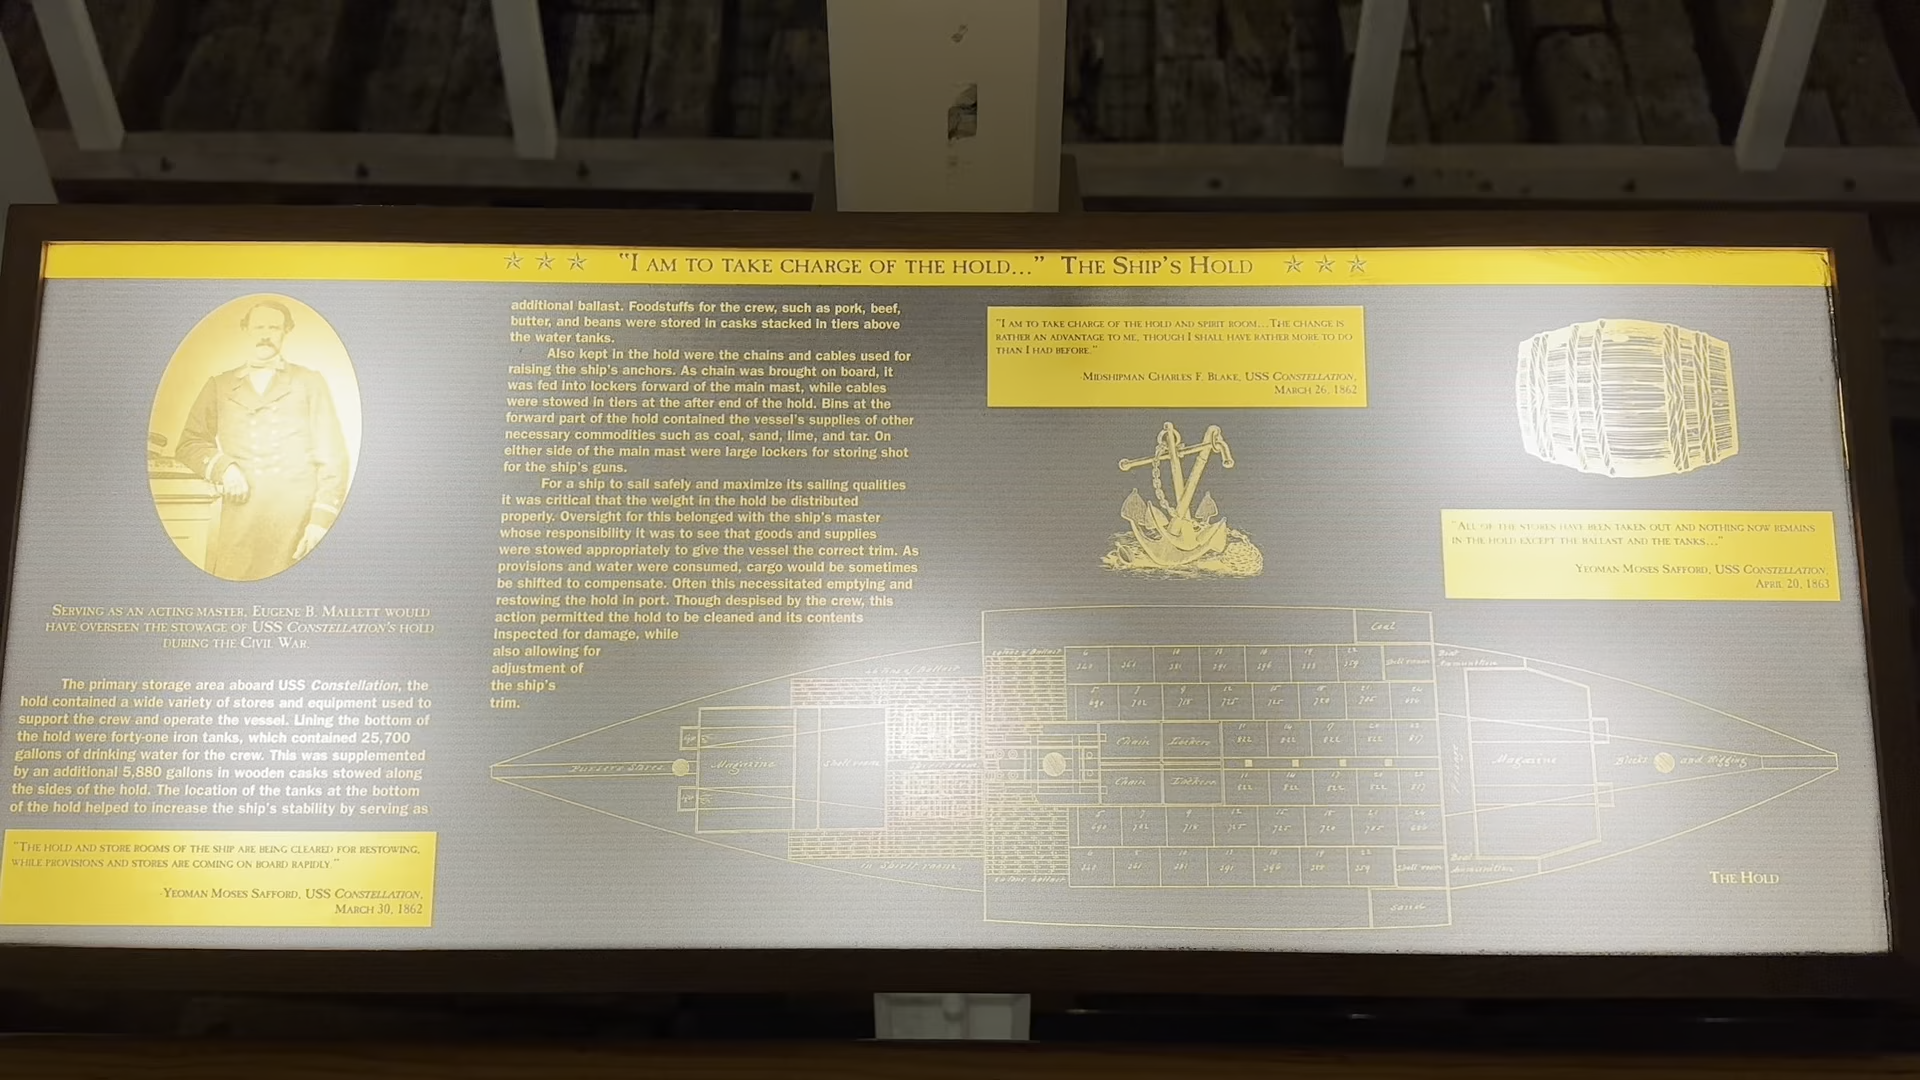 "I AM TO TAKE CHARGE OF THE HOLD..." THE SHIP'S HOLD
SERVING AS AN ACTING MASTER, EUGENE B. MALLETT WOULD
HAVE OVERSEEN THE STOWAGE OF USS CONSTELLATION'S HOLD
DURING THE CIVIL WAR.
The primary storage area aboard USS Constellation, the
hold contained a wide variety of stores and equipment used to
support the crew and operate the vessel. Lining the bottom of
the hold were forty-one iron tanks, which contained 25,700
gallons of drinking water for the crew. This was supplemented
by an additional 5,880 gallons in wooden casks stowed along
the sides of the hold. The location of the tanks at the bottom
of the hold helped to increase the ship's stability by serving as
"THE HOLD AND STORE ROOMS OF THE SHIP ARE BEING CLEARED FOR RESTOWING,
WHILE PROVISIONS AND STORES ARE COMING ON BOARD RAPIDLY."
-YEOMAN MOSES SAFFORD, USS CONSTELLATION,
MARCH 30, 1862
additional ballast. Foodstuffs for the crew, such as pork, beef,
butter, and beans were stored in casks stacked in tiers above
the water tanks.
Also kept in the hold were the chains and cables used for
raising the ship's anchors. As chain was brought on board, it
was fed into lockers forward of the main mast, while cables
were stowed in tiers at the after end of the hold. Bins at the
forward part of the hold contained the vessel's supplies of other
necessary commodities such as coal, sand, lime, and tar. On
either side of the main mast were large lockers for storing shot
for the ship's guns.
For a ship to sail safely and maximize its sailing qualities
it was critical that the weight in the hold be distributed
properly. Oversight for this belonged with the ship's master
whose responsibility it was to see that goods and supplies
were stowed appropriately to give the vessel the correct trim. As
provisions and water were consumed, cargo would be sometimes
be shifted to compensate. Often this necessitated emptying and
restowing the hold in port. Though despised by the crew, this
action permitted the hold to be cleaned and its contents
inspected for damage, while
also allowing for
adjustment of
the ship's
trim.
"I AM TO TAKE CHARGE OF THE HOLD AND SPIRIT ROOM...THE CHANGE IS
RATHER AN ADVANTAGE TO ME, THOUGH I SHALL HAVE RATHER MORE TO DO
THAN I HAD BEFORE."
-MIDSHIPMAN CHARLES F. BLAKE, USS CONSTELLATION,
MARCH 26, 1862
"ALL OF THE STORES HAVE BEEN TAKEN OUT AND NOTHING NOW REMAINS
IN THE HOLD EXCEPT THE BALLAST AND THE TANKS..."
YEOMAN MOSES SAFFORD, USS CONSTELLATION,
APRIL 20, 1863
Coal
Magazine
Shell room
Chain Lockers
Chain Lockers
Magazine
Blocks and Rigging
Sand
THE HOLD